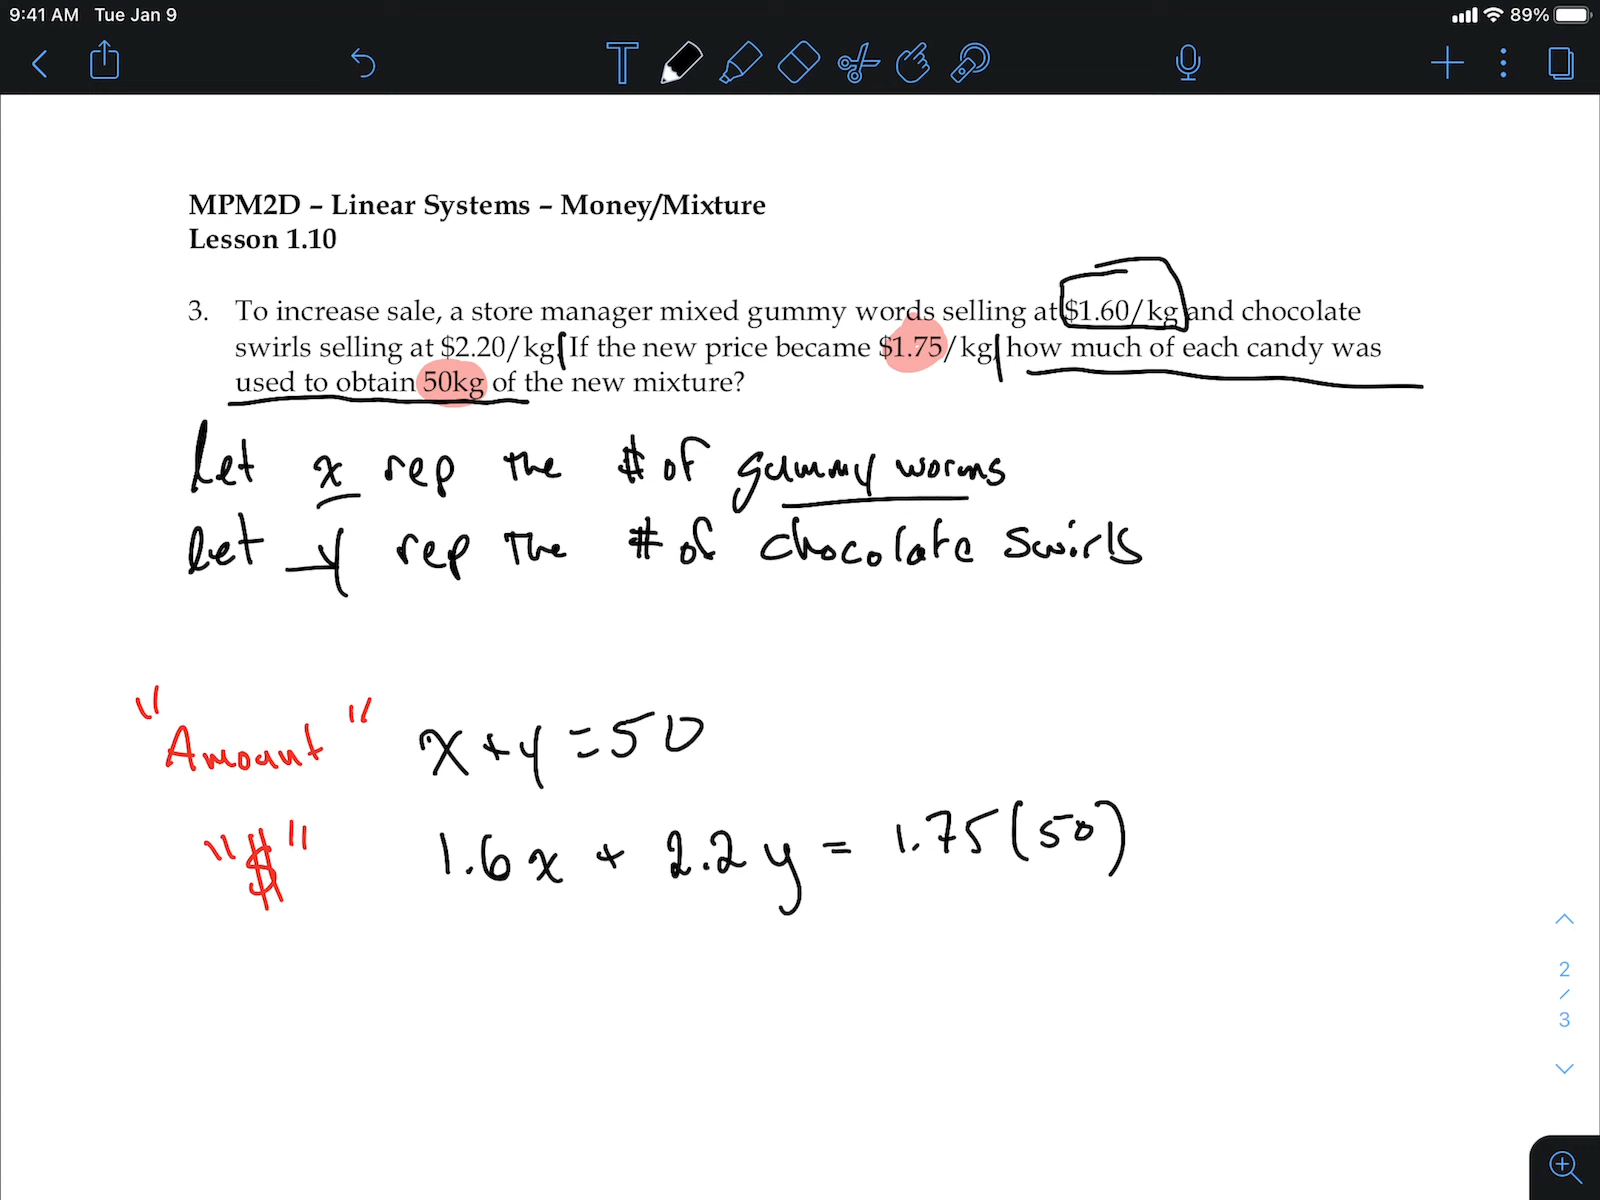 9:41 AM Tue Jan 9 89%
MPM2D – Linear Systems – Money/Mixture
Lesson 1.10
3. To increase sale, a store manager mixed gummy words selling at $1.60/kg and chocolate
swirls selling at $2.20/kg. If the new price became $1.75/kg, how much of each candy was
used to obtain 50kg of the new mixture?
Let x rep the # of gummy worms
let y rep the # of chocolate swirls
"Amount" x+y=50
"$" 1.6x + 2.2y = 1.75(50)
2
/
3